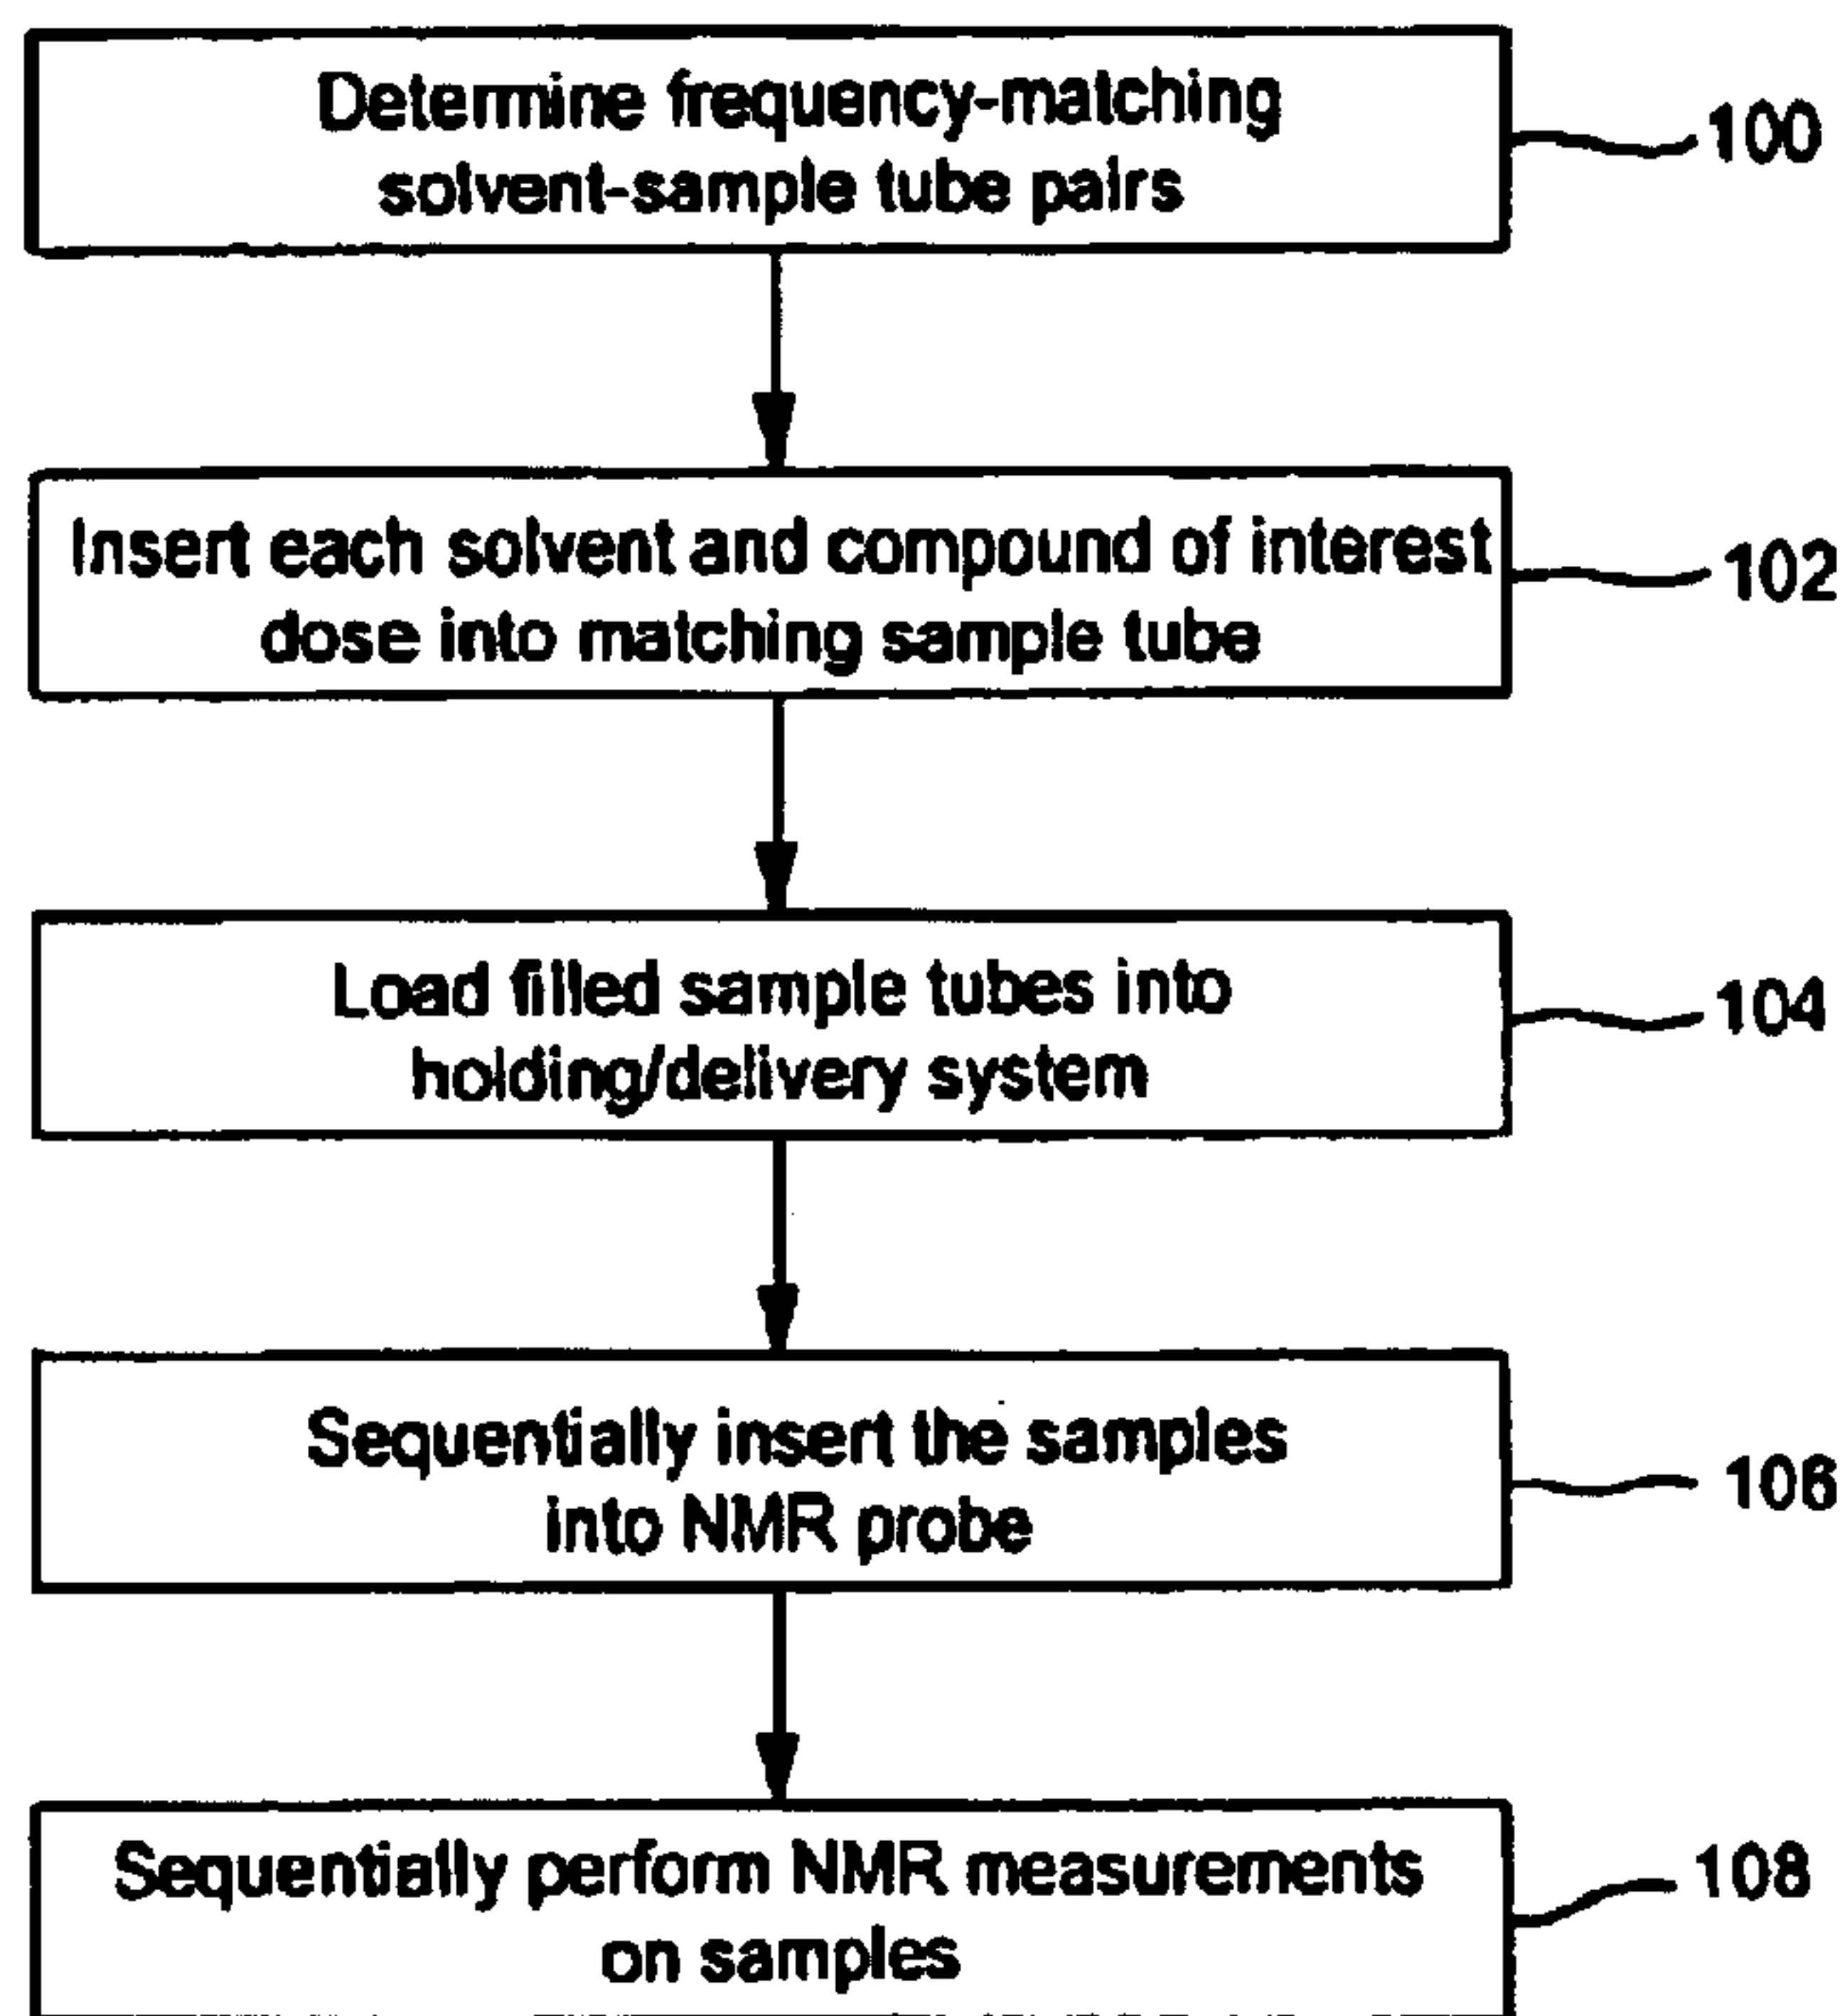 Determine frequency-matching
solvent-sample tube pairs
100
Insert each solvent and compound of interest
dose into matching sample tube
102
Load filled sample tubes into
holding/delivery system
104
Sequentially insert the samples
into NMR probe
106
Sequentially perform NMR measurements
on samples
108